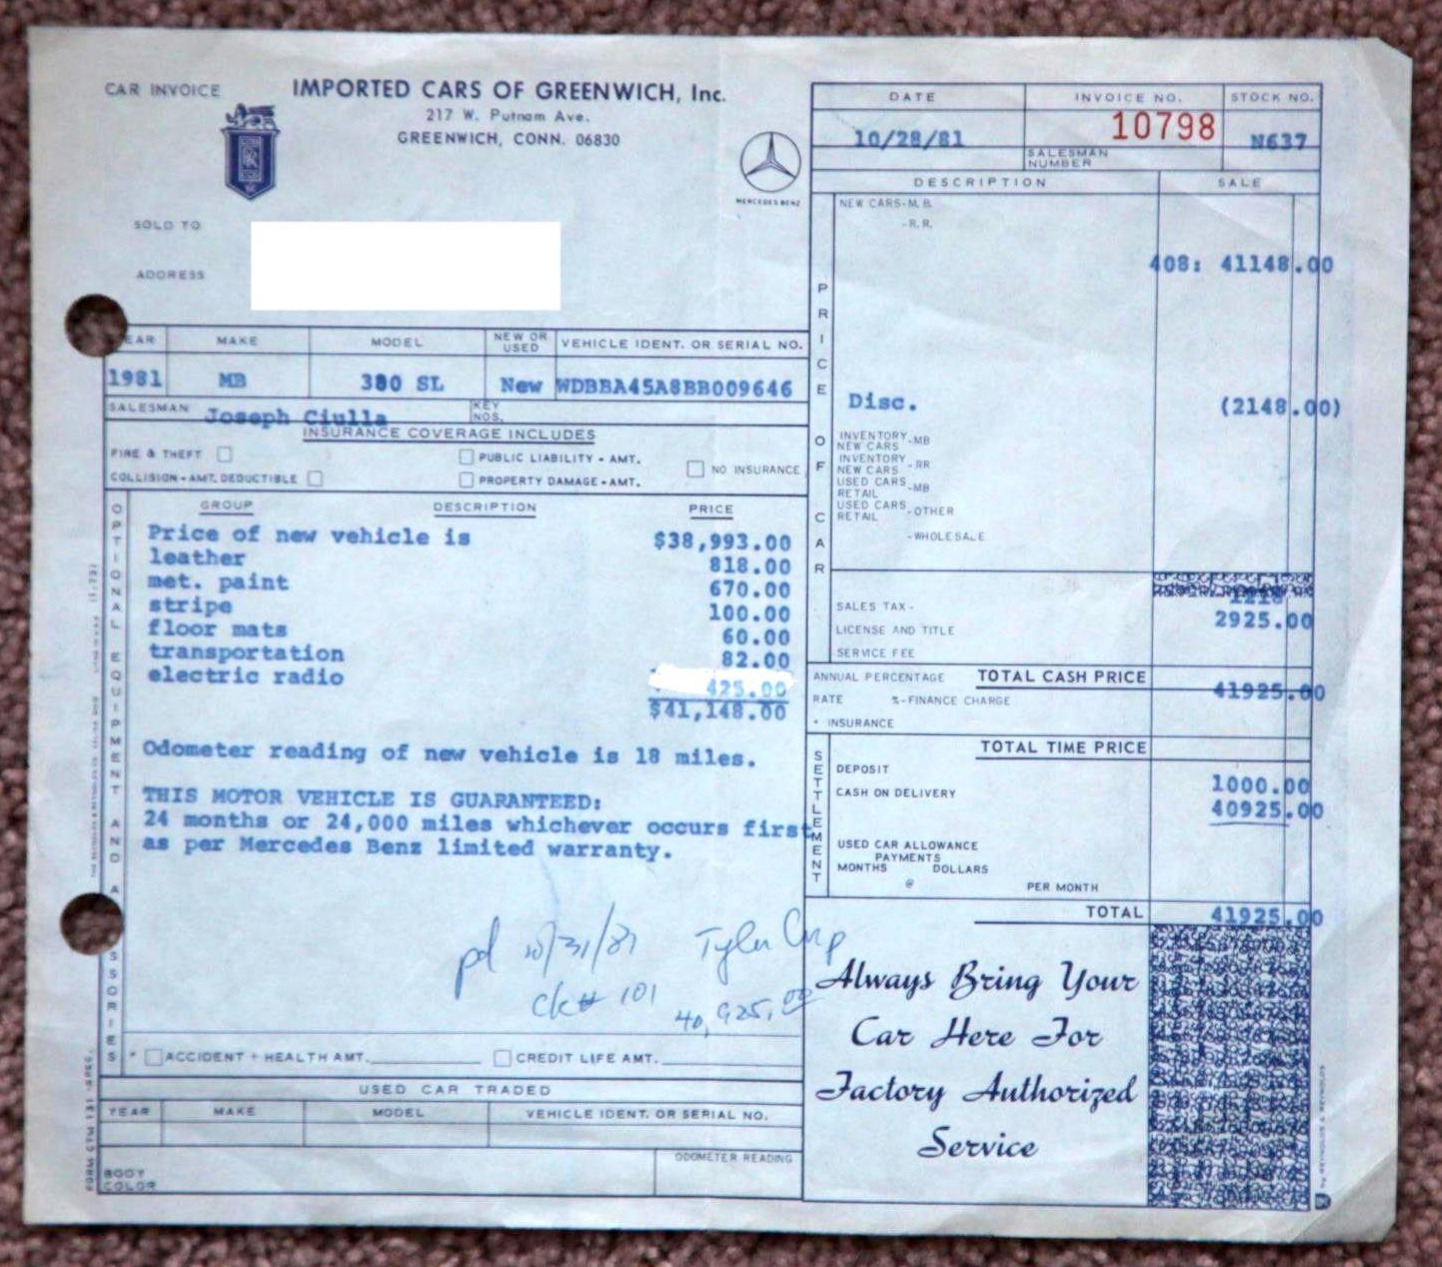 CAR INVOICE
IMPORTED CARS OF GREENWICH, Inc.
217 W. Putnam Ave.
GREENWICH, CONN. 06830
MERCEDES BENZ
SOLD TO
ADDRESS
DATE INVOICE NO. STOCK NO.
10/28/81 10798 N637
SALESMAN NUMBER
DESCRIPTION SALE
PRICE OF CAR
NEW CARS-M.B.
-R.R.
408: 41148.00
Disc. (2148.00)
INVENTORY NEW CARS -MB
INVENTORY NEW CARS -RR
USED CARS RETAIL -MB
USED CARS RETAIL -OTHER
-WHOLESALE
SALES TAX-
2925.00
LICENSE AND TITLE
SERVICE FEE
ANNUAL PERCENTAGE TOTAL CASH PRICE 41925.00
RATE %-FINANCE CHARGE
* INSURANCE
TOTAL TIME PRICE
SETTLEMENT
DEPOSIT 1000.00
CASH ON DELIVERY 40925.00
USED CAR ALLOWANCE
PAYMENTS
MONTHS DOLLARS
@ PER MONTH
TOTAL 41925.00
Always Bring Your
Car Here For
Factory Authorized
Service
YEAR MAKE MODEL NEW OR USED VEHICLE IDENT. OR SERIAL NO.
1981 MB 380 SL New WDBBA45A8BB009646
SALESMAN Joseph Ciulla KEY NOS.
INSURANCE COVERAGE INCLUDES
FIRE & THEFT PUBLIC LIABILITY - AMT. NO INSURANCE
COLLISION - AMT. DEDUCTIBLE PROPERTY DAMAGE - AMT.
OPTIONAL EQUIPMENT AND ACCESSORIES
GROUP DESCRIPTION PRICE
Price of new vehicle is $38,993.00
leather 818.00
met. paint 670.00
stripe 100.00
floor mats 60.00
transportation 82.00
electric radio 425.00
$41,148.00
Odometer reading of new vehicle is 18 miles.
THIS MOTOR VEHICLE IS GUARANTEED:
24 months or 24,000 miles whichever occurs first
as per Mercedes Benz limited warranty.
pd 10/31/81 Tyler Corp
ck# 101 40,925.00
* ACCIDENT + HEALTH AMT. CREDIT LIFE AMT.
USED CAR TRADED
YEAR MAKE MODEL VEHICLE IDENT. OR SERIAL NO.
BODY COLOR
ODOMETER READING